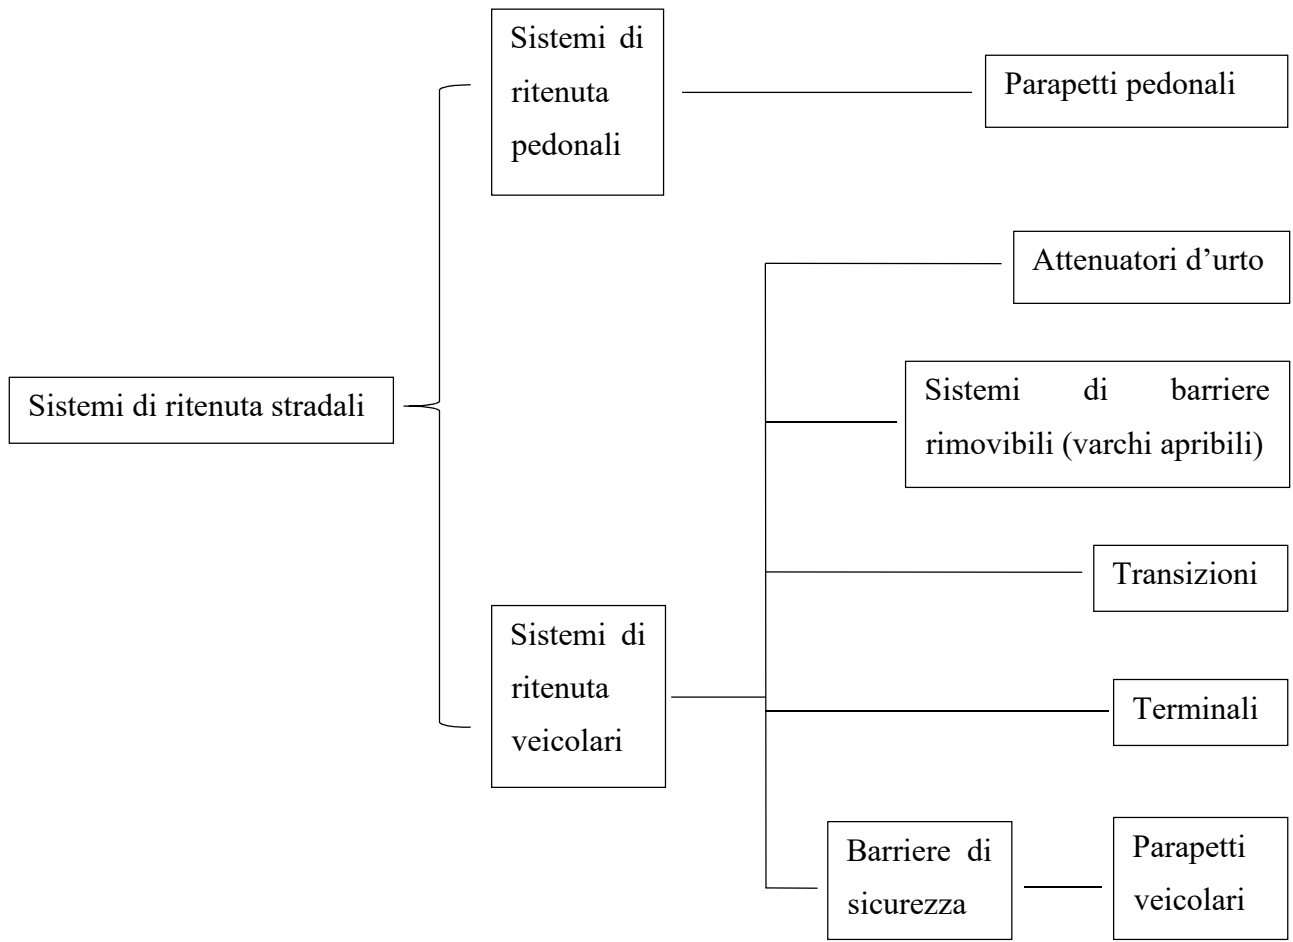 Sistemi di
ritenuta
pedonali
Parapetti pedonali
Attenuatori d’urto
Sistemi di barriere
rimovibili (varchi apribili)
Sistemi di ritenuta stradali
Transizioni
Sistemi di
ritenuta
veicolari
Terminali
Barriere di
sicurezza
Parapetti
veicolari